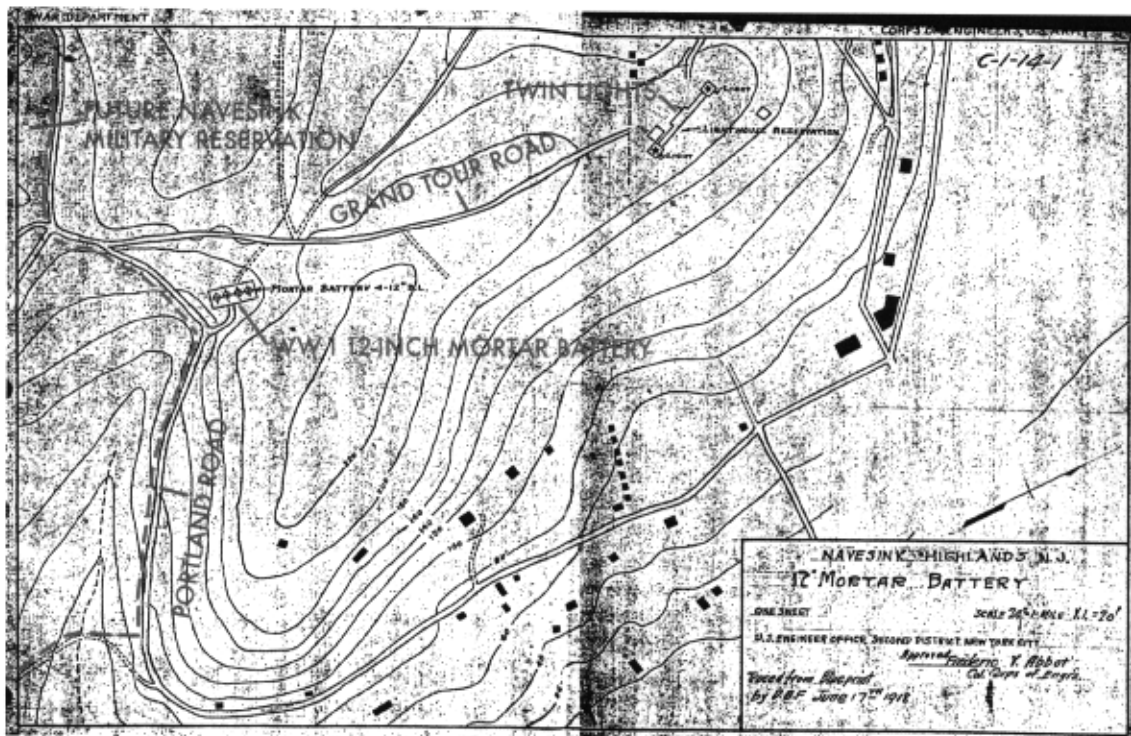 WAR DEPARTMENT
CORPS OF ENGINEERS, U.S. ARMY
C-1-14-1
FUTURE NAVESINK
MILITARY RESERVATION
TWIN LIGHTS
LIGHT
LIGHTHOUSE RESERVATION
LIGHT
GRAND TOUR ROAD
MORTAR BATTERY 4-12" S.L.
WW I 12-INCH MORTAR BATTERY
PORTLAND ROAD
NAVESINK HIGHLANDS N.J.
12" MORTAR BATTERY
ONE SHEET
U.S. ENGINEER OFFICE, SECOND DISTRICT NEW YORK CITY
Approved
Frederic V. Abbot
Col. Corps of Engrs.
Traced from Blueprint
by D.B.F. JUNE 17TH 1918